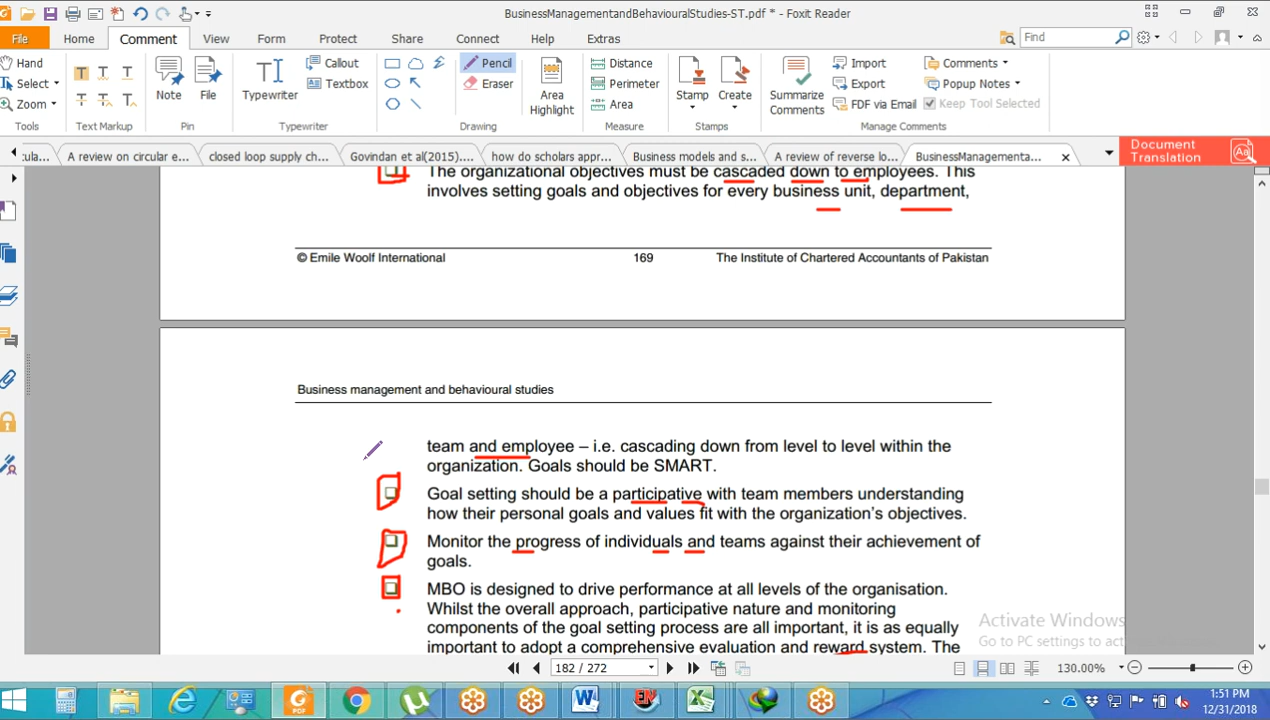 BusinessManagementandBehaviouralStudies-ST.pdf * - Foxit Reader
File Home Comment View Form Protect Share Connect Help Extras Find
Hand
Select
Zoom
Tools
T T T
T T T
Text Markup
Note File
Pin
Typewriter
Callout
Textbox
Typewriter
Pencil
Eraser
Area Highlight
Drawing
Distance
Perimeter
Area
Measure
Stamp Create
Stamps
Summarize Comments
Import
Export
FDF via Email
Comments
Popup Notes
Keep Tool Selected
Manage Comments
cula... A review on circular e... closed loop supply ch... Govindan et al(2015).... how do scholars appr... Business models and s... A review of reverse lo... BusinessManagementa...
Document Translation
The organizational objectives must be cascaded down to employees. This
involves setting goals and objectives for every business unit, department,
© Emile Woolf International 169 The Institute of Chartered Accountants of Pakistan
Business management and behavioural studies
team and employee – i.e. cascading down from level to level within the
organization. Goals should be SMART.
Goal setting should be a participative with team members understanding
how their personal goals and values fit with the organization's objectives.
Monitor the progress of individuals and teams against their achievement of
goals.
MBO is designed to drive performance at all levels of the organisation.
Whilst the overall approach, participative nature and monitoring
components of the goal setting process are all important, it is as equally
important to adopt a comprehensive evaluation and reward system. The
Activate Windows
Go to PC settings to act
182 / 272
130.00%
1:51 PM
12/31/2018